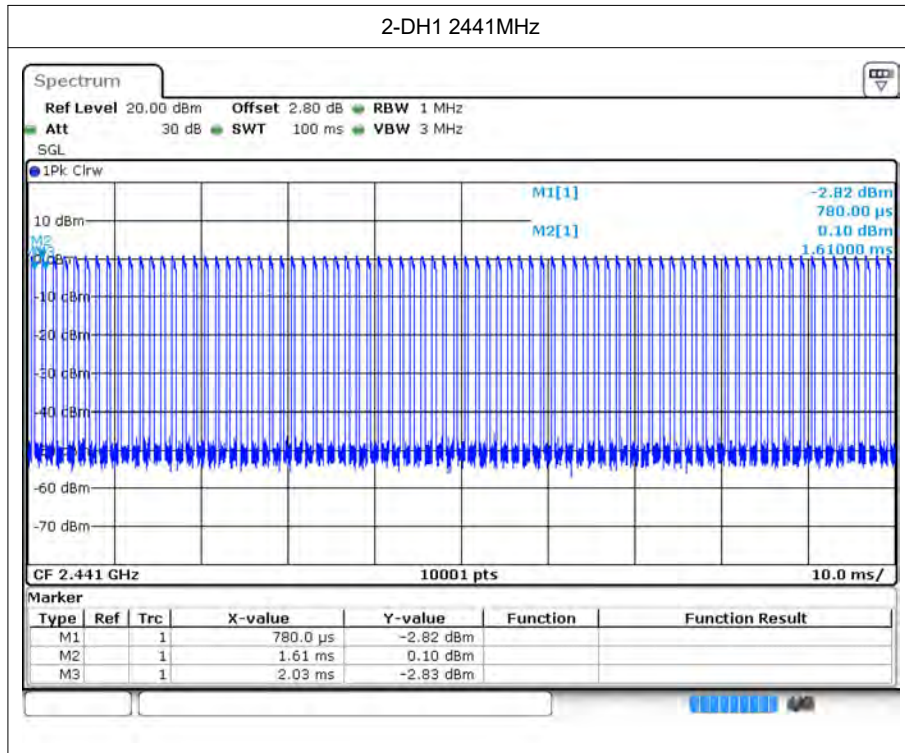 2-DH1 2441MHz
Spectrum
Ref Level 20.00 dBm Offset 2.80 dB RBW 1 MHz
Att 30 dB SWT 100 ms VBW 3 MHz
SGL
1Pk Clrw
M1[1] -2.82 dBm
780.00 µs
10 dBm
M2[1] 0.10 dBm
M2
1.61000 ms
M3
0 dBm
-10 dBm
-20 dBm
-30 dBm
-40 dBm
-60 dBm
-70 dBm
CF 2.441 GHz 10001 pts 10.0 ms/
Marker
Type Ref Trc X-value Y-value Function Function Result
M1 1 780.0 µs -2.82 dBm
M2 1 1.61 ms 0.10 dBm
M3 1 2.03 ms -2.83 dBm